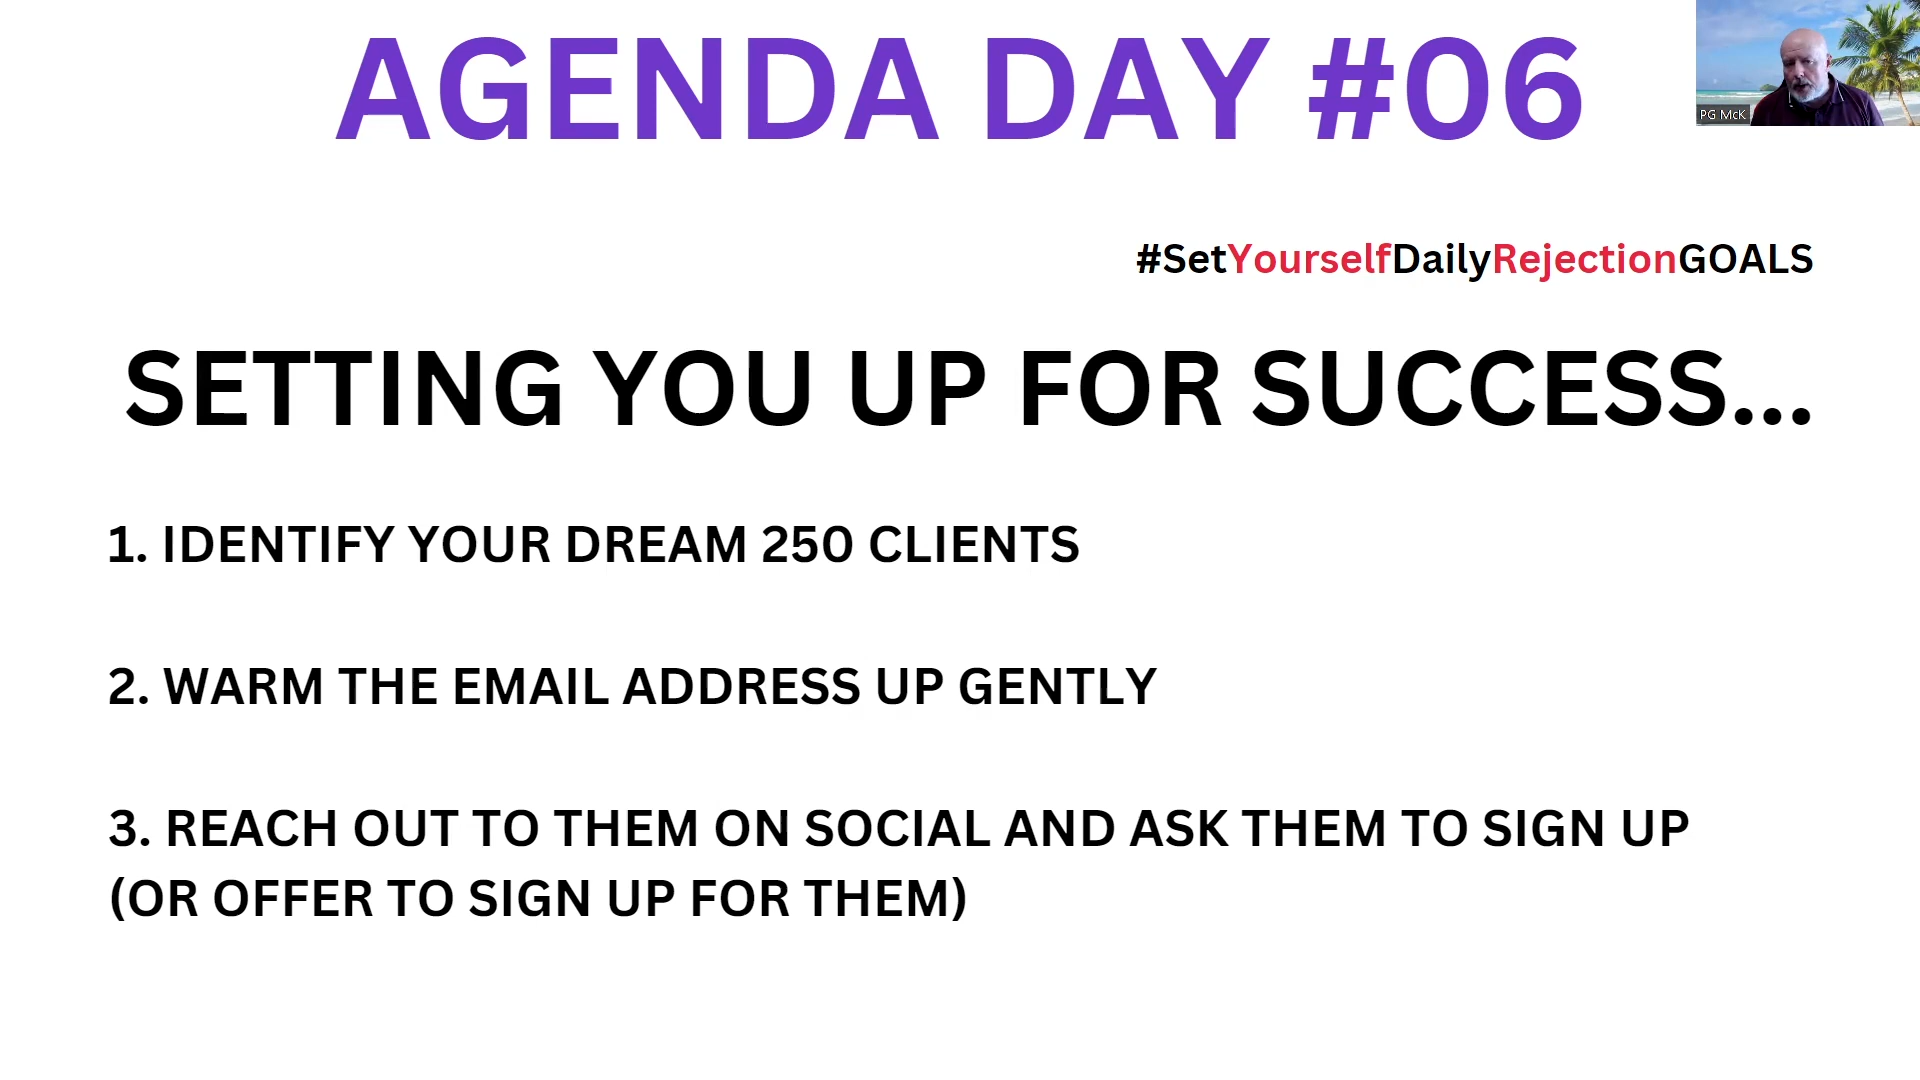 AGENDA DAY #06
PG McK
#SetYourselfDailyRejectionGOALS
SETTING YOU UP FOR SUCCESS...
1. IDENTIFY YOUR DREAM 250 CLIENTS
2. WARM THE EMAIL ADDRESS UP GENTLY
3. REACH OUT TO THEM ON SOCIAL AND ASK THEM TO SIGN UP
(OR OFFER TO SIGN UP FOR THEM)